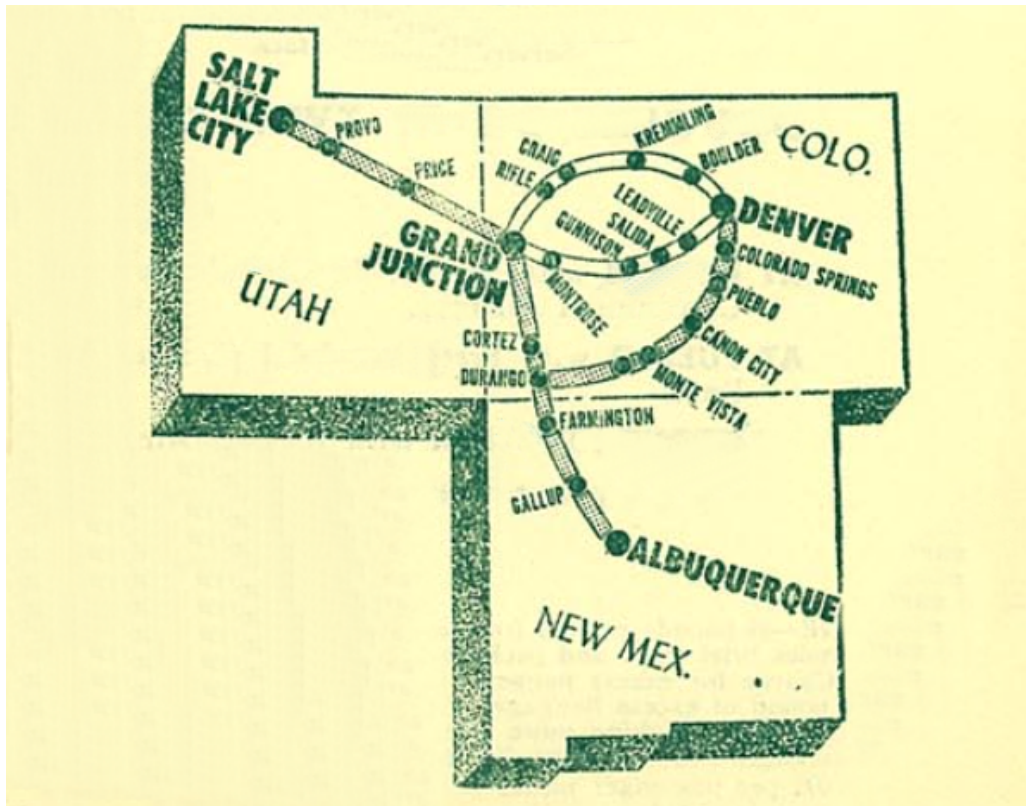 SALT
LAKE
CITY
PROVO
PRICE
GRAND
JUNCTION
UTAH
COLO.
RIFLE
CRAIG
KREMMLING
BOULDER
DENVER
LEADVILLE
SALIDA
GUNNISON
MONTROSE
COLORADO SPRINGS
PUEBLO
CANON CITY
MONTE VISTA
CORTEZ
DURANGO
FARMINGTON
GALLUP
ALBUQUERQUE
NEW MEX.